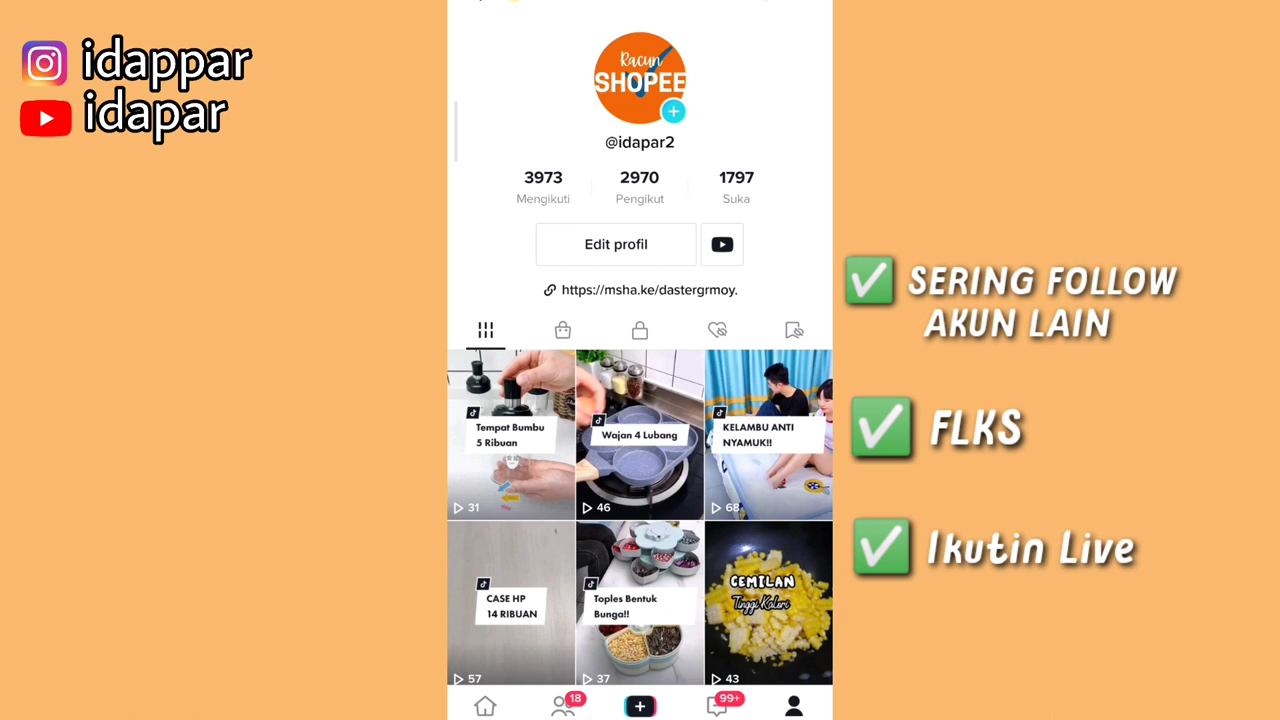 idappar
idapar
Racun
SHOPEE
@idapar2
3973
2970
1797
Mengikuti
Pengikut
Suka
Edit profil
https://msha.ke/dastergrmoy.
Tempat Bumbu
5 Ribuan
31
Wajan 4 Lubang
46
KELAMBU ANTI
NYAMUK!!
68
CASE HP
14 RIBUAN
57
Toples Bentuk
Bunga!!
37
CEMILAN
Tinggi Kalori
43
18
99+
SERING FOLLOW
AKUN LAIN
FLKS
Ikutin Live